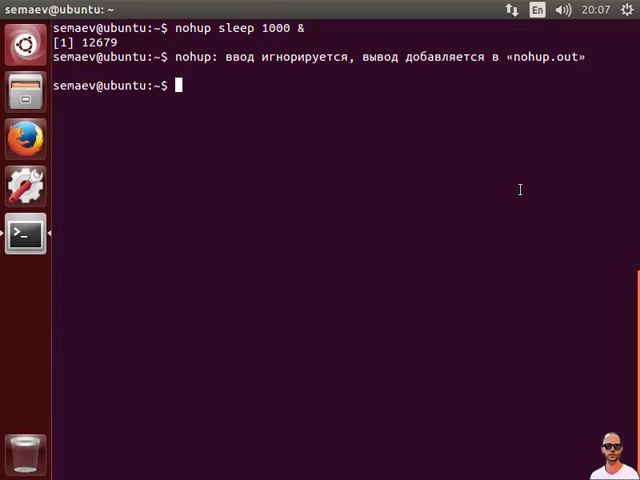 semaev@ubuntu: ~
En
20:07
semaev@ubuntu:~$ nohup sleep 1000 &
[1] 12679
semaev@ubuntu:~$ nohup: ввод игнорируется, вывод добавляется в «nohup.out»
semaev@ubuntu:~$
>_